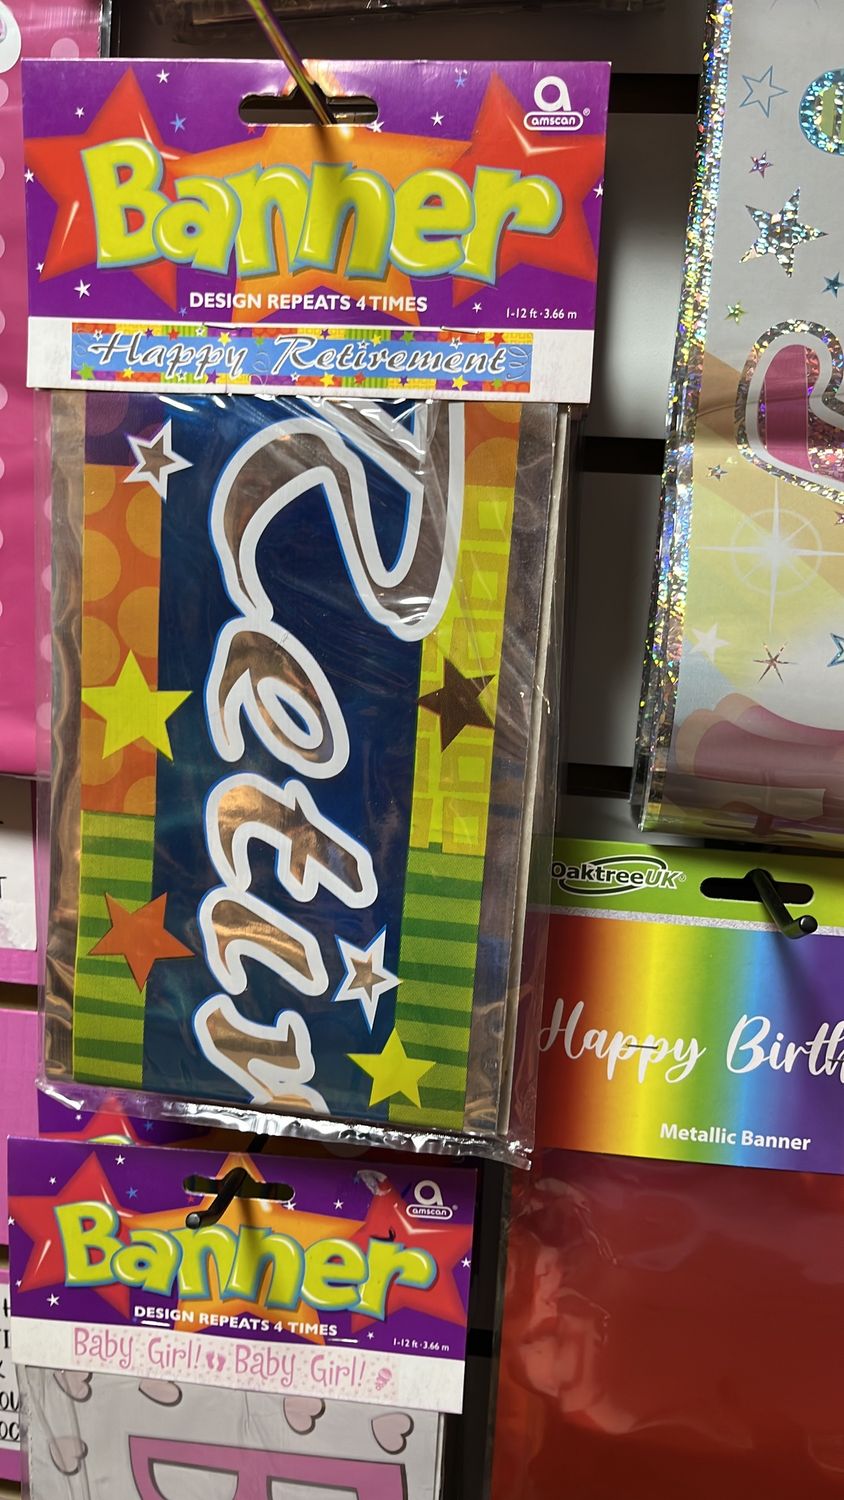 amscan
Banner
DESIGN REPEATS 4 TIMES
1-12 ft · 3.66 m
Happy Retirement
Retir
OaktreeUK
Happy Birth
Metallic Banner
amscan
Banner
DESIGN REPEATS 4 TIMES
1-12 ft · 3.66 m
Baby Girl! Baby Girl!
B